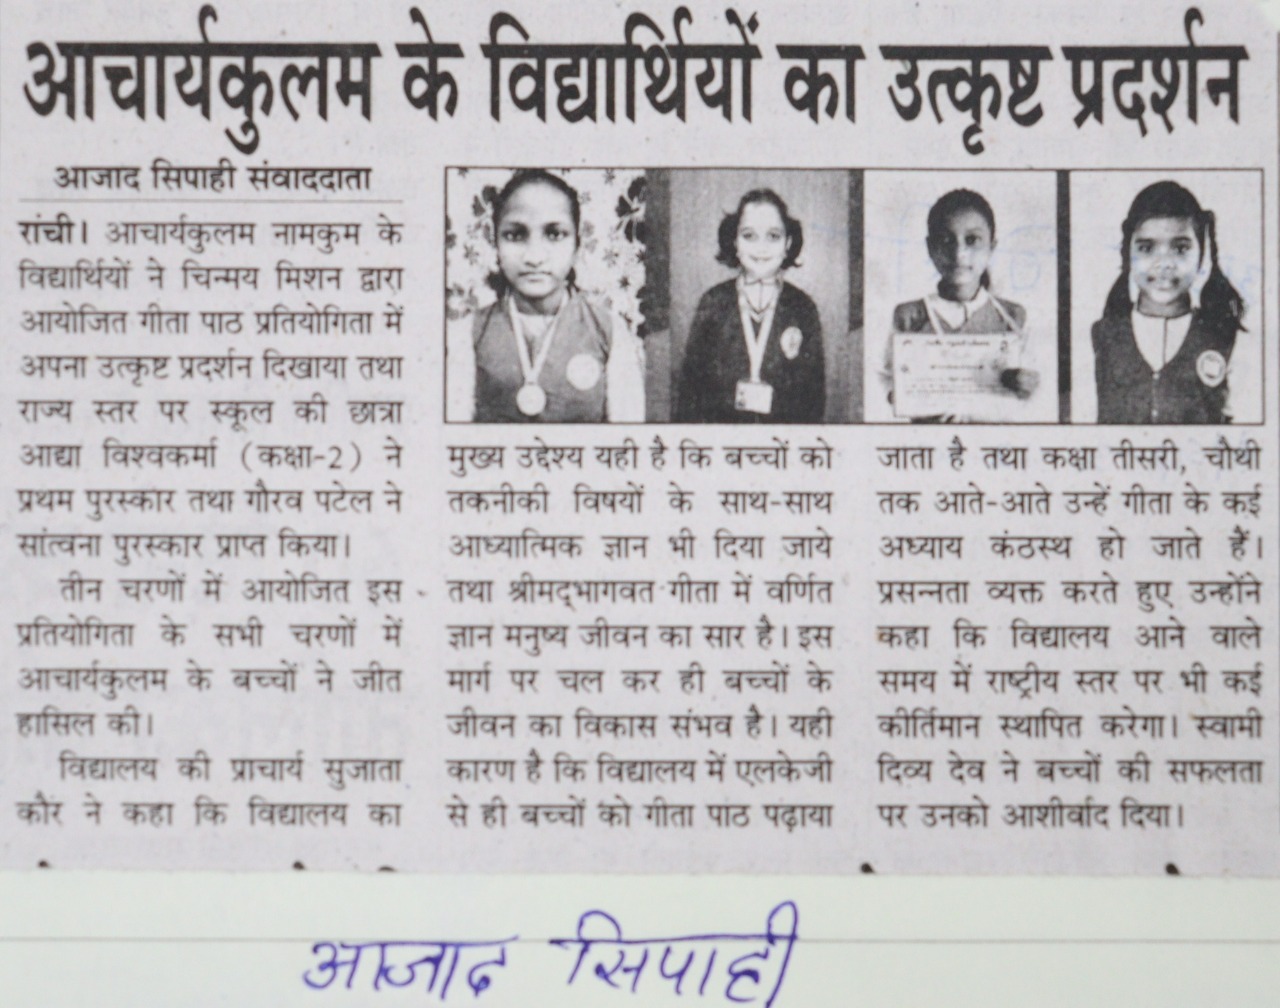 आचार्यकुलम के विद्यार्थियों का उत्कृष्ट प्रदर्शन
आजाद सिपाही संवाददाता
रांची। आचार्यकुलम नामकुम के
विद्यार्थियों ने चिन्मय मिशन द्वारा
आयोजित गीता पाठ प्रतियोगिता में
अपना उत्कृष्ट प्रदर्शन दिखाया तथा
राज्य स्तर पर स्कूल की छात्रा
आद्या विश्वकर्मा (कक्षा-2) ने
प्रथम पुरस्कार तथा गौरव पटेल ने
सांत्वना पुरस्कार प्राप्त किया।
तीन चरणों में आयोजित इस
प्रतियोगिता के सभी चरणों में
आचार्यकुलम के बच्चों ने जीत
हासिल की।
विद्यालय की प्राचार्य सुजाता
कौर ने कहा कि विद्यालय का
मुख्य उद्देश्य यही है कि बच्चों को
तकनीकी विषयों के साथ-साथ
आध्यात्मिक ज्ञान भी दिया जाये
तथा श्रीमद्भागवत गीता में वर्णित
ज्ञान मनुष्य जीवन का सार है। इस
मार्ग पर चल कर ही बच्चों के
जीवन का विकास संभव है। यही
कारण है कि विद्यालय में एलकेजी
से ही बच्चों को गीता पाठ पढ़ाया
जाता है तथा कक्षा तीसरी, चौथी
तक आते-आते उन्हें गीता के कई
अध्याय कंठस्थ हो जाते हैं।
प्रसन्नता व्यक्त करते हुए उन्होंने
कहा कि विद्यालय आने वाले
समय में राष्ट्रीय स्तर पर भी कई
कीर्तिमान स्थापित करेगा। स्वामी
दिव्य देव ने बच्चों की सफलता
पर उनको आशीर्वाद दिया।
आजाद सिपाही